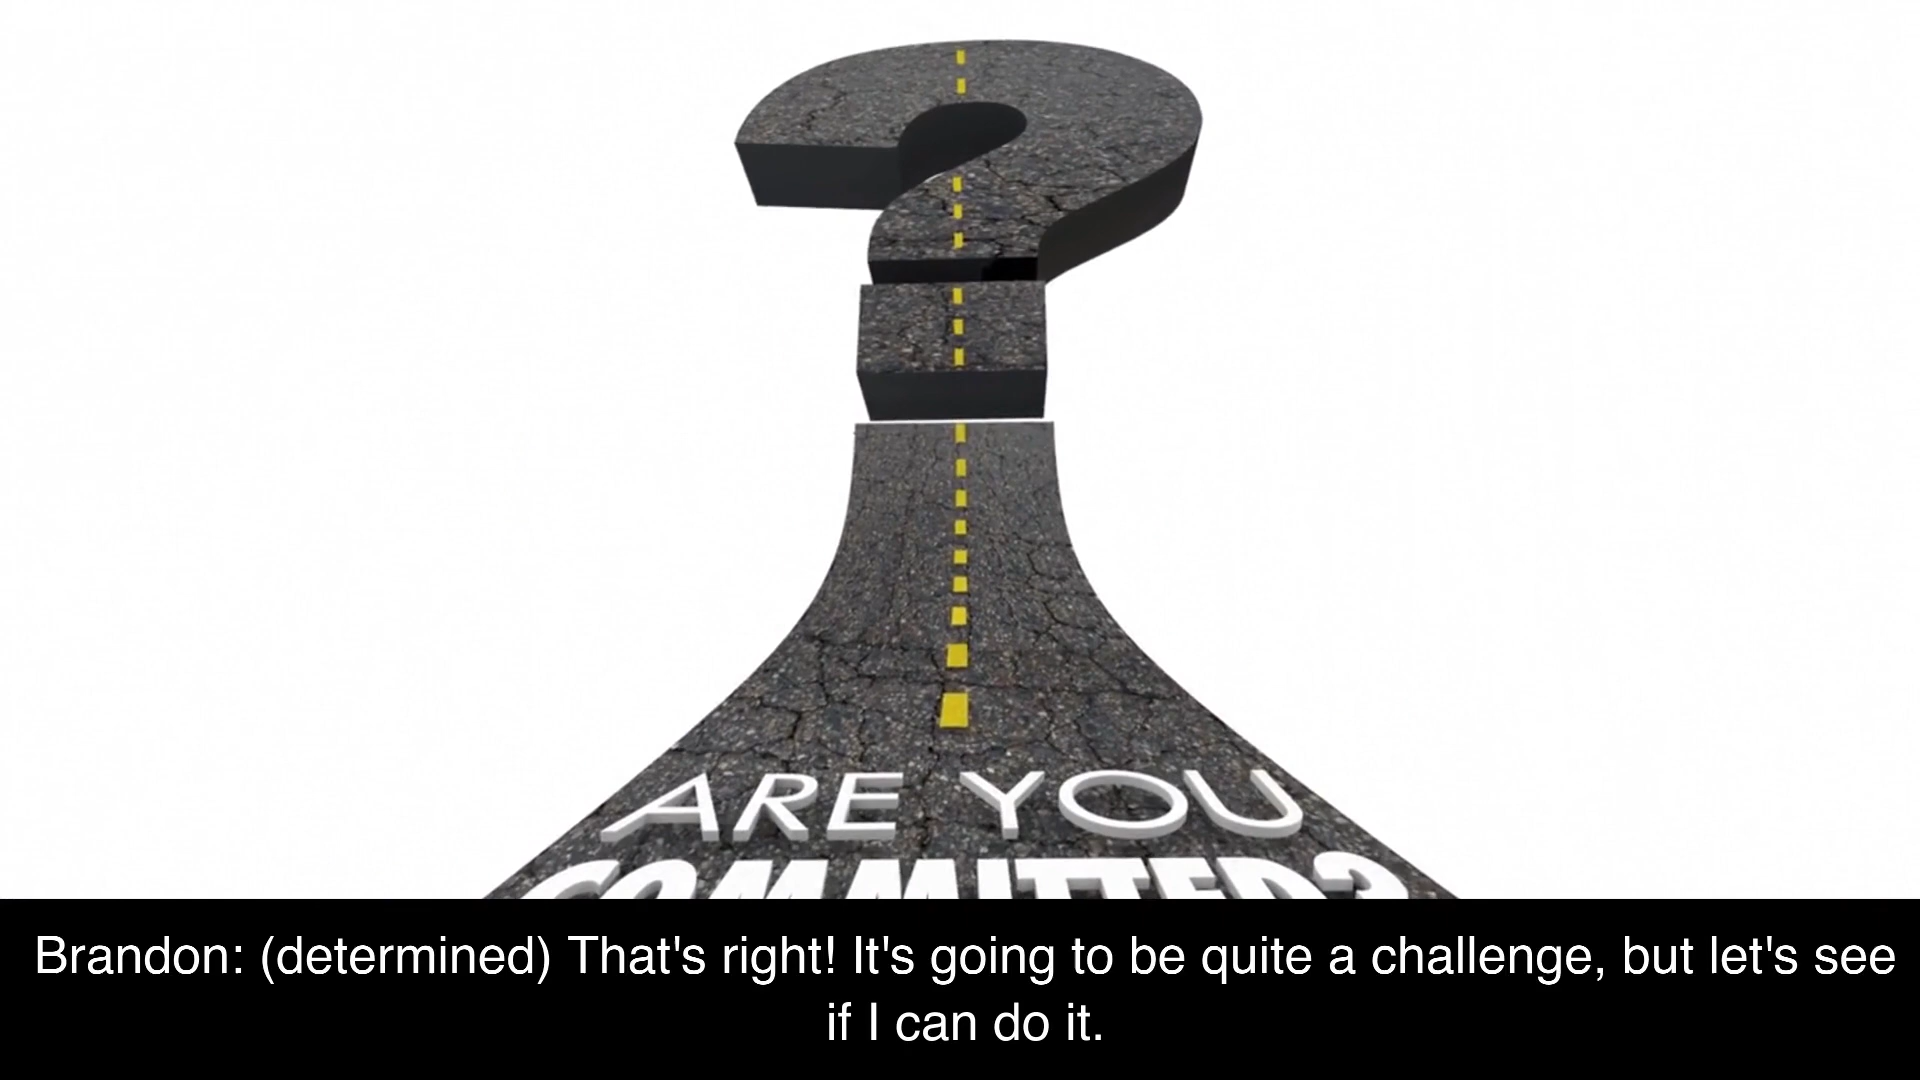 ARE YOU
COMMITTED?
Brandon: (determined) That's right! It's going to be quite a challenge, but let's see
if I can do it.